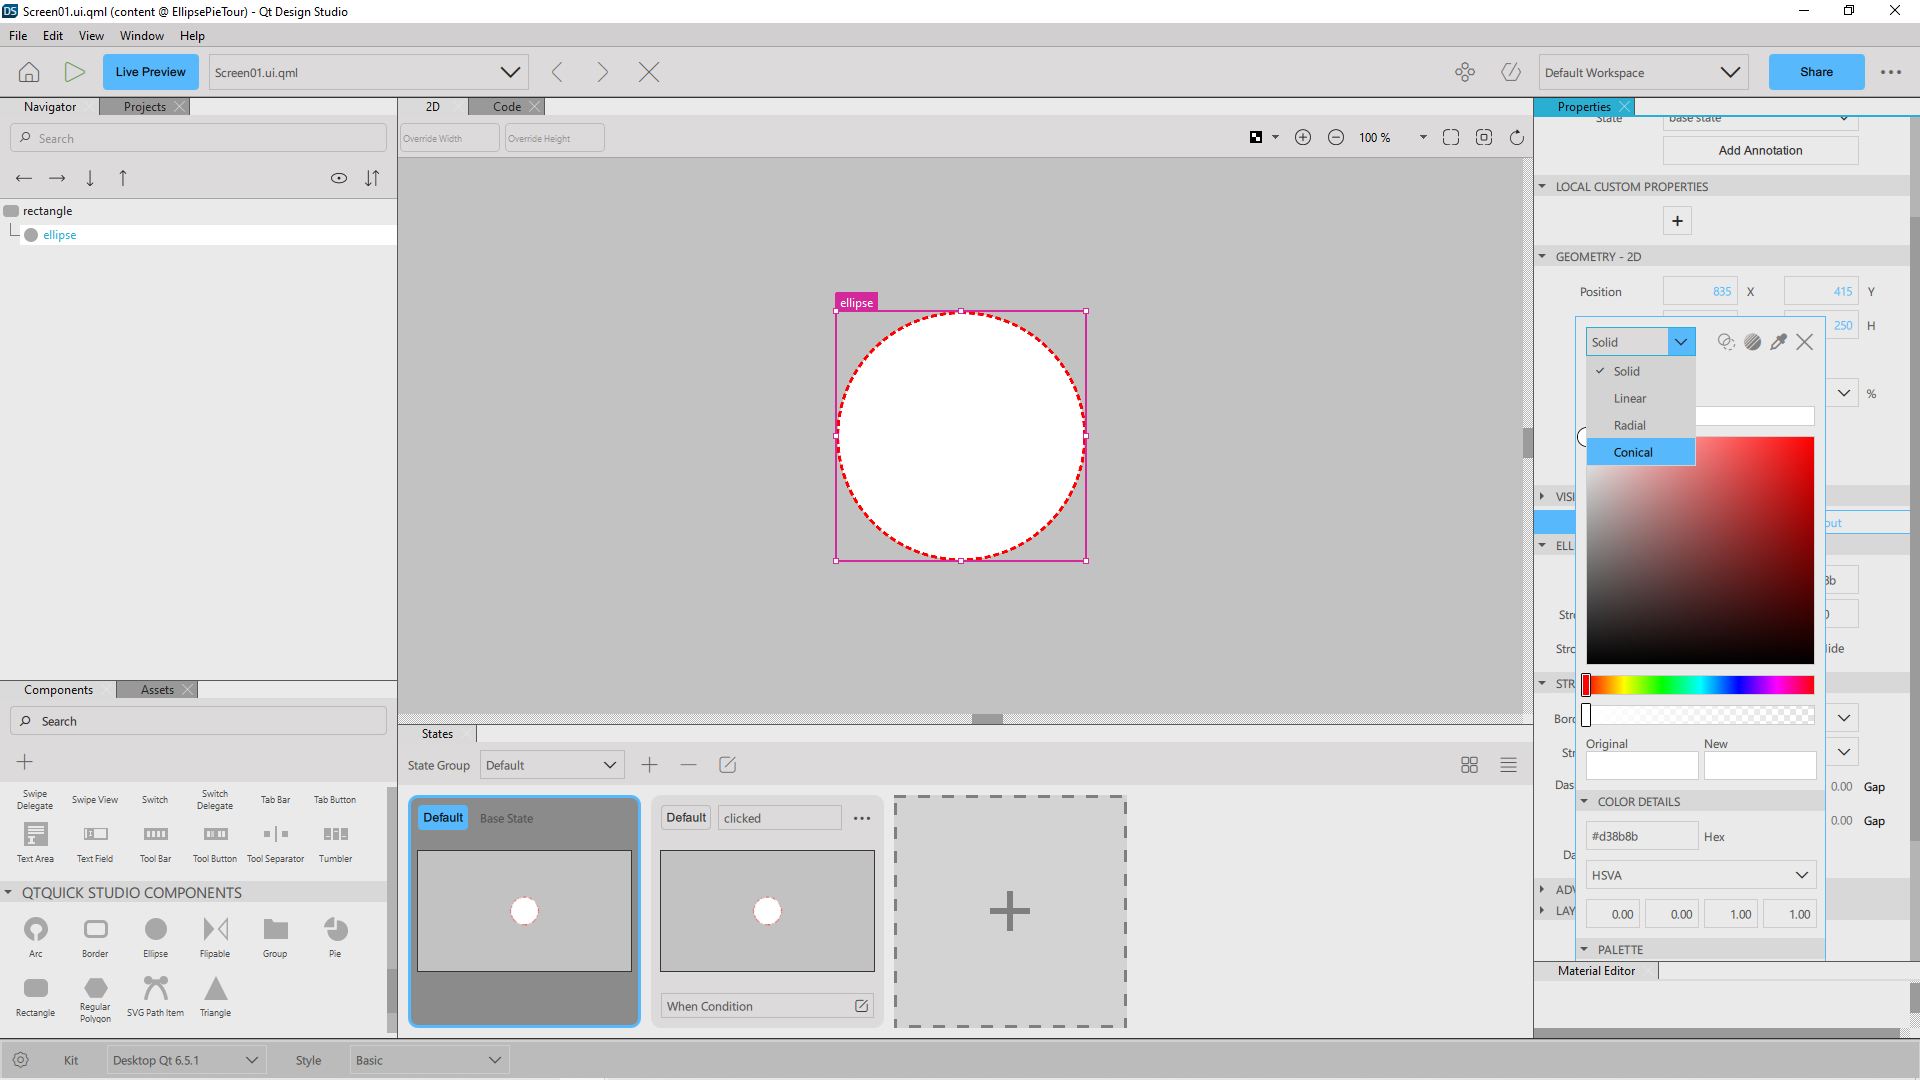 Screen01.ui.qml (content @ EllipsePieTour) - Qt Design Studio
File Edit View Window Help
Live Preview Screen01.ui.qml Default Workspace Share
Navigator Projects 2D Code Properties
Search Override Width Override Height 100 %
State base state
Add Annotation
LOCAL CUSTOM PROPERTIES
rectangle
ellipse
GEOMETRY - 2D
Position 835 X 415 Y
ellipse
250 H
Solid
Solid
Linear
Radial
Conical
%
VISI
out
ELL
3b
Stro
0
Stro
Hide
STR
Bord
Str
Das
0.00 Gap
0.00 Gap
Da
ADV
LAY
Original New
COLOR DETAILS
#d38b8b Hex
HSVA
0.00 0.00 1.00 1.00
PALETTE
Material Editor
Components Assets
Search
Swipe Delegate Swipe View Switch Switch Delegate Tab Bar Tab Button
Text Area Text Field Tool Bar Tool Button Tool Separator Tumbler
QTQUICK STUDIO COMPONENTS
Arc Border Ellipse Flipable Group Pie
Rectangle Regular Polygon SVG Path Item Triangle
States
State Group Default
Default Base State Default clicked
When Condition
Kit Desktop Qt 6.5.1 Style Basic